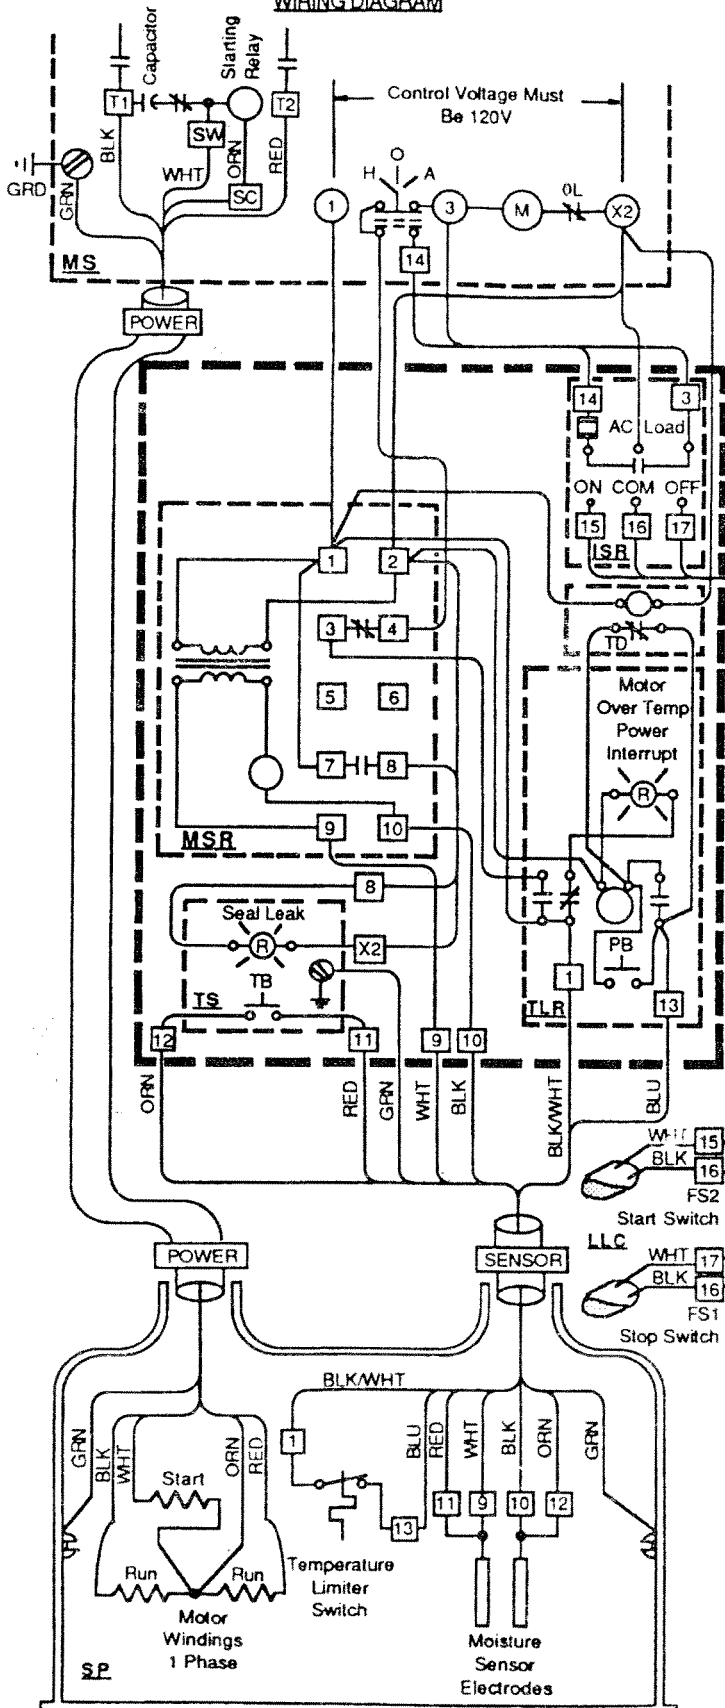 WIRING DIAGRAM
Capacitor
Starting
Relay
T1
T2
Control Voltage Must
Be 120V
BLK
SW
ORN
RED
WHT
SC
GRD
GRN
H
O
A
1
3
M
OL
X2
14
MS
POWER
14
3
AC Load
ON COM OFF
15
16
17
ISR
1
2
3
4
TD
5
6
Motor
Over Temp
Power
Interrupt
R
7
8
9
10
MSR
8
Seal Leak
R
X2
TB
TS
PB
1
13
TLR
12
11
9
10
ORN
RED
GRN
WHT
BLK
BLK/WHT
BLU
WHT 15
BLK 16
FS2
Start Switch
LLC
WHT 17
BLK 16
FS1
Stop Switch
POWER
SENSOR
BLK/WHT
GRN
BLK
WHT
ORN
RED
1
BLU
RED
WHT
BLK
ORN
GRN
Start
11
9
10
12
13
Run
Run
Temperature
Limiter
Switch
Motor
Windings
1 Phase
Moisture
Sensor
Electrodes
SP